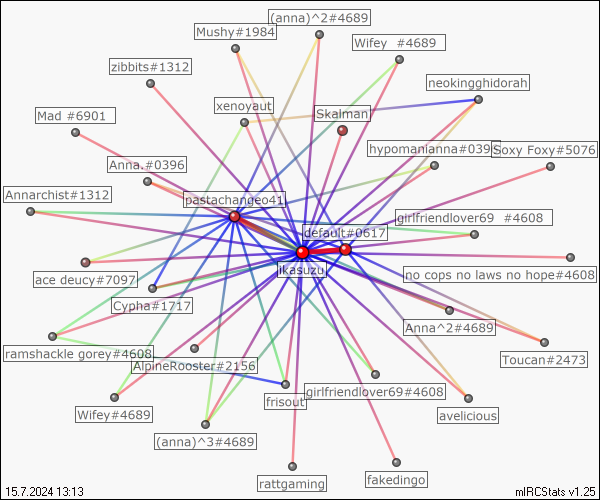 (anna)^2#4689
Mushy#1984
Wifey  #4689
zibbits#1312
neokingghidorah
xenoyaut
Skalman
Mad #6901
hypomanianna#039
Soxy Foxy#5076
Anna.#0396
Annarchist#1312
pastachangeo41
girlfriendlover69  #4608
default#0617
ikasuzu
ace deucy#7097
no cops no laws no hope#4608
Cypha#1717
Anna^2#4689
ramshackle gorey#4608
Toucan#2473
AlpineRooster#2156
girlfriendlover69#4608
frisout
Wifey#4689
avelicious
(anna)^3#4689
rattgaming
fakedingo
15.7.2024 13:13
mIRCStats v1.25